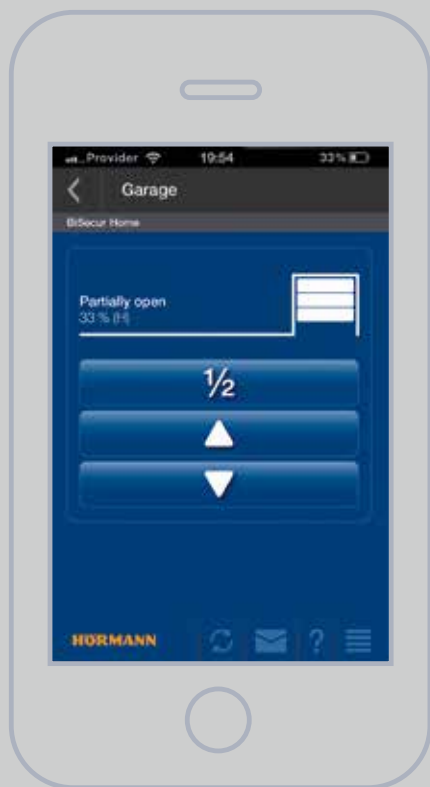 Provider 19:54 33%
Garage
BiSecur Home
Partially open
33 % (H)
½
HÖRMANN
?